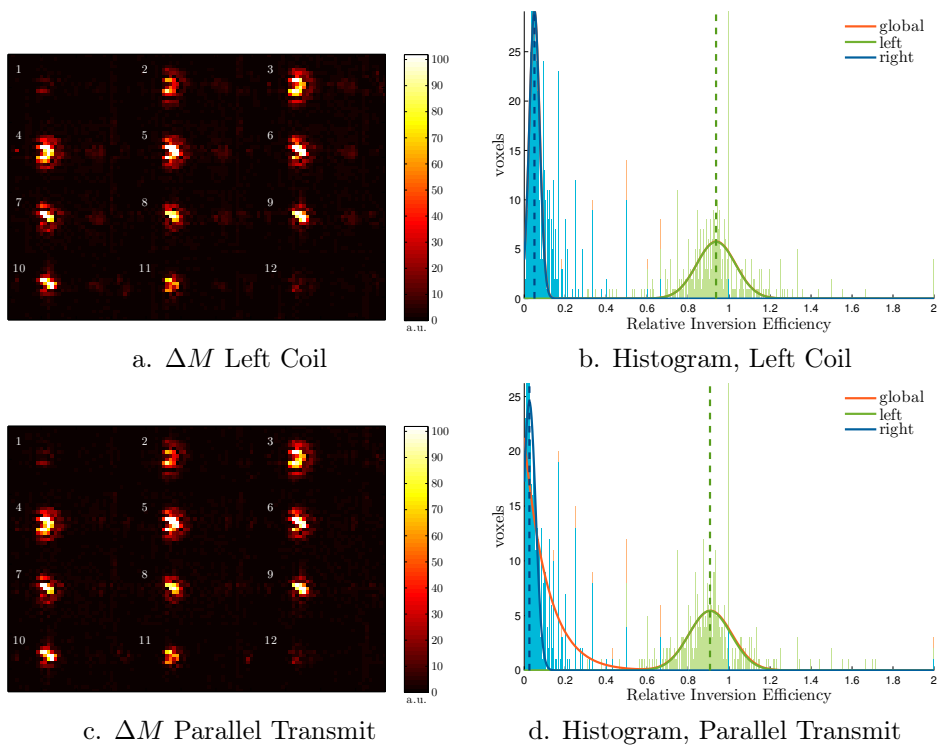 1 2 3
4 5 6
7 8 9
10 11 12
100
90
80
70
60
50
40
30
20
10
0
a.u.
a. ΔM Left Coil
global
left
right
voxels
25
20
15
10
5
0
0 0.2 0.4 0.6 0.8 1.0 1.2 1.4 1.6 1.8 2
Relative Inversion Efficiency
b. Histogram, Left Coil
1 2 3
4 5 6
7 8 9
10 11 12
100
90
80
70
60
50
40
30
20
10
0
a.u.
c. ΔM Parallel Transmit
global
left
right
voxels
25
20
15
10
5
0
0 0.2 0.4 0.6 0.8 1 1.2 1.4 1.6 1.8 2
Relative Inversion Efficiency
d. Histogram, Parallel Transmit